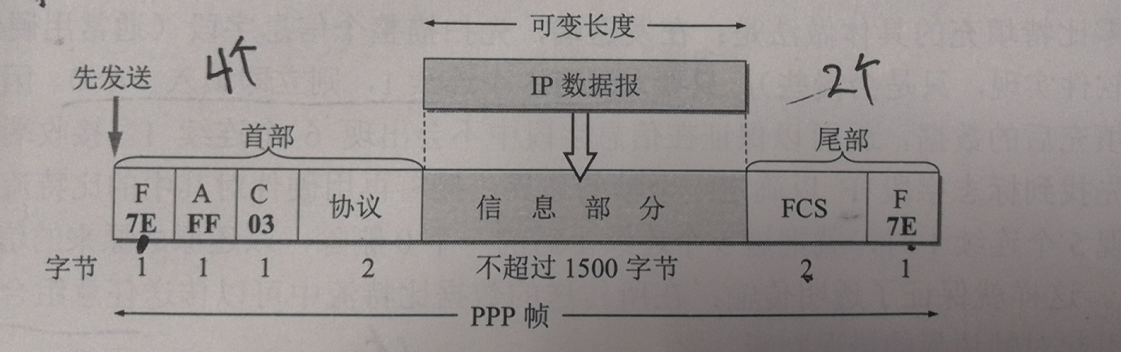 可变长度
先发送 4个
IP 数据报 2个
首部 尾部
F A C
协议 信息部分 FCS F
7E FF 03 7E
字节 1 1 1 2 不超过 1500 字节 2 1
PPP 帧